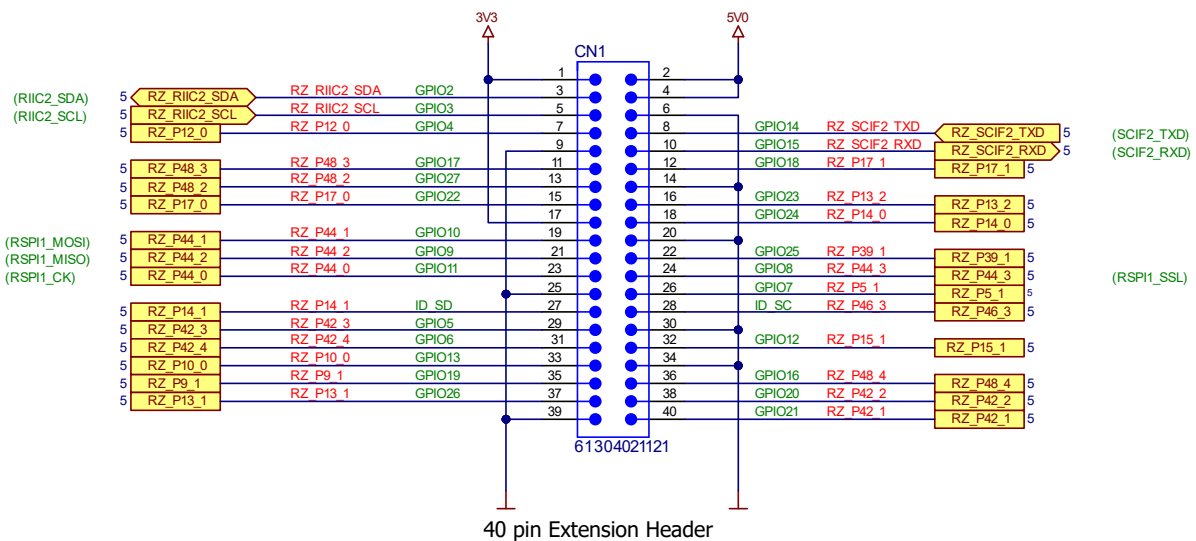 3V3 5V0
CN1
1 2
(RIIC2_SDA) 5 RZ_RIIC2_SDA RZ_RIIC2_SDA GPIO2 3 4
(RIIC2_SCL) 5 RZ_RIIC2_SCL RZ_RIIC2_SCL GPIO3 5 6
5 RZ_P12_0 RZ_P12_0 GPIO4 7 8 GPIO14 RZ_SCIF2_TXD RZ_SCIF2_TXD 5 (SCIF2_TXD)
9 10 GPIO15 RZ_SCIF2_RXD RZ_SCIF2_RXD 5 (SCIF2_RXD)
5 RZ_P48_3 RZ_P48_3 GPIO17 11 12 GPIO18 RZ_P17_1 RZ_P17_1 5
5 RZ_P48_2 RZ_P48_2 GPIO27 13 14
5 RZ_P17_0 RZ_P17_0 GPIO22 15 16 GPIO23 RZ_P13_2 RZ_P13_2 5
17 18 GPIO24 RZ_P14_0 RZ_P14_0 5
(RSPI1_MOSI) 5 RZ_P44_1 RZ_P44_1 GPIO10 19 20
(RSPI1_MISO) 5 RZ_P44_2 RZ_P44_2 GPIO9 21 22 GPIO25 RZ_P39_1 RZ_P39_1 5
(RSPI1_CK) 5 RZ_P44_0 RZ_P44_0 GPIO11 23 24 GPIO8 RZ_P44_3 RZ_P44_3 5 (RSPI1_SSL)
25 26 GPIO7 RZ_P5_1 RZ_P5_1 5
5 RZ_P14_1 RZ_P14_1 ID_SD 27 28 ID_SC RZ_P46_3 RZ_P46_3 5
5 RZ_P42_3 RZ_P42_3 GPIO5 29 30
5 RZ_P42_4 RZ_P42_4 GPIO6 31 32 GPIO12 RZ_P15_1 RZ_P15_1 5
5 RZ_P10_0 RZ_P10_0 GPIO13 33 34
5 RZ_P9_1 RZ_P9_1 GPIO19 35 36 GPIO16 RZ_P48_4 RZ_P48_4 5
5 RZ_P13_1 RZ_P13_1 GPIO26 37 38 GPIO20 RZ_P42_2 RZ_P42_2 5
39 40 GPIO21 RZ_P42_1 RZ_P42_1 5
61304021121
40 pin Extension Header